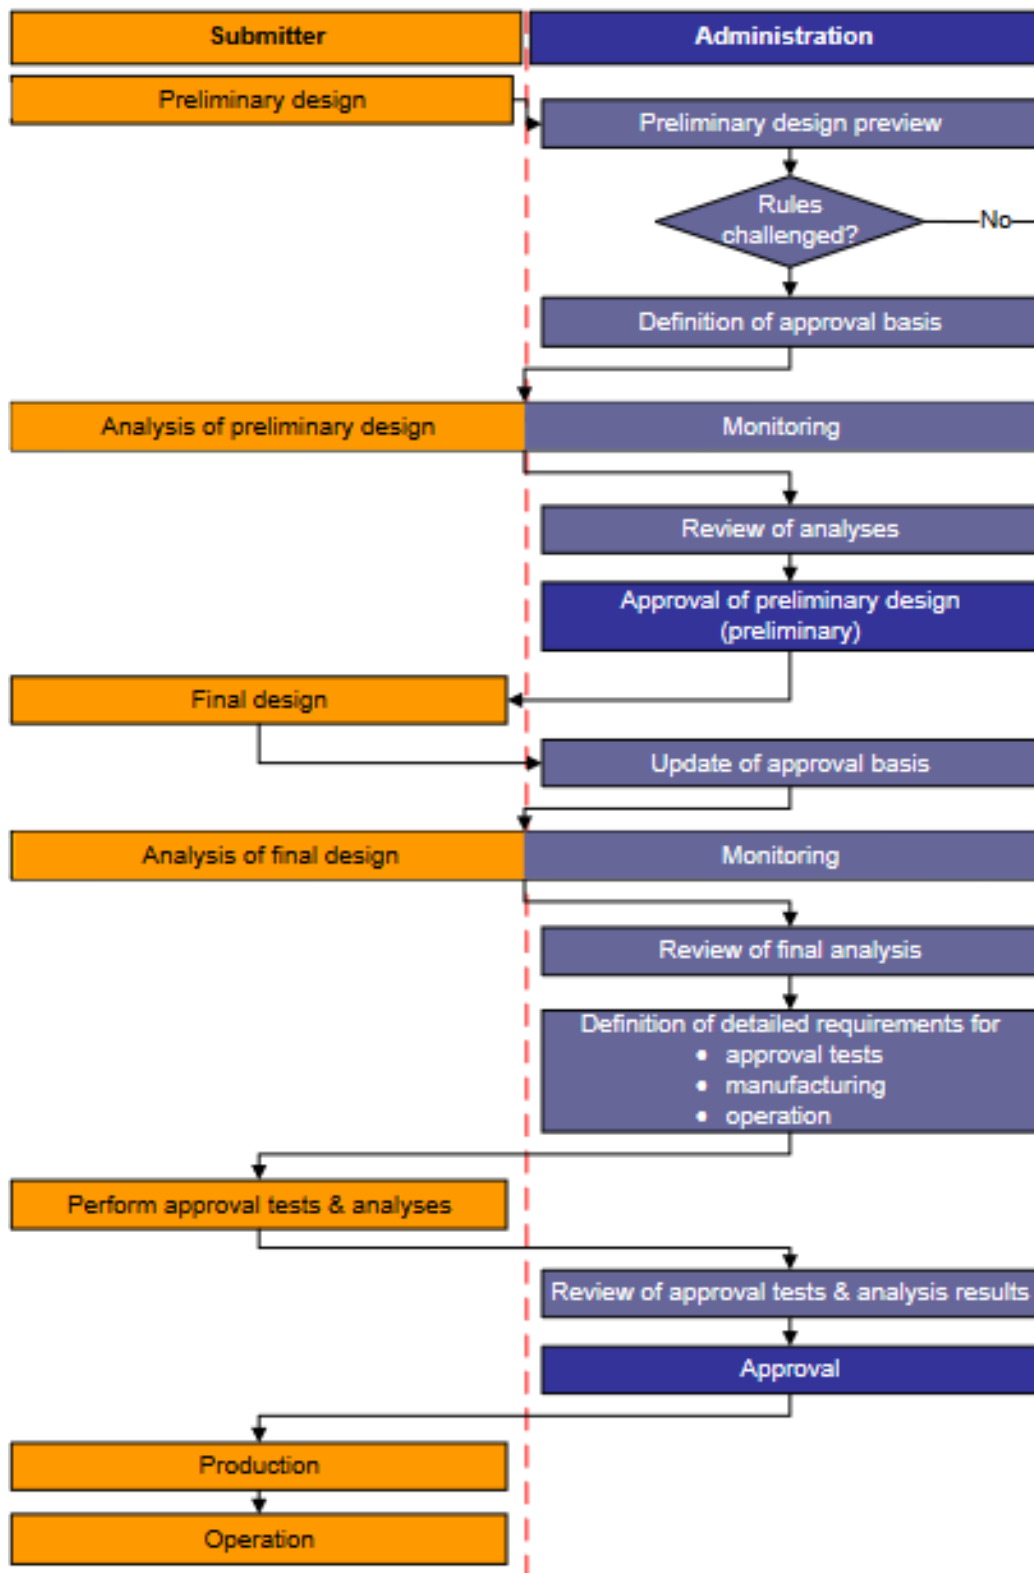 Submitter
Administration
Preliminary design
Preliminary design preview
Rules
challenged?
No
Definition of approval basis
Analysis of preliminary design
Monitoring
Review of analyses
Approval of preliminary design
(preliminary)
Final design
Update of approval basis
Analysis of final design
Monitoring
Review of final analysis
Definition of detailed requirements for
• approval tests
• manufacturing
• operation
Perform approval tests & analyses
Review of approval tests & analysis results
Approval
Production
Operation